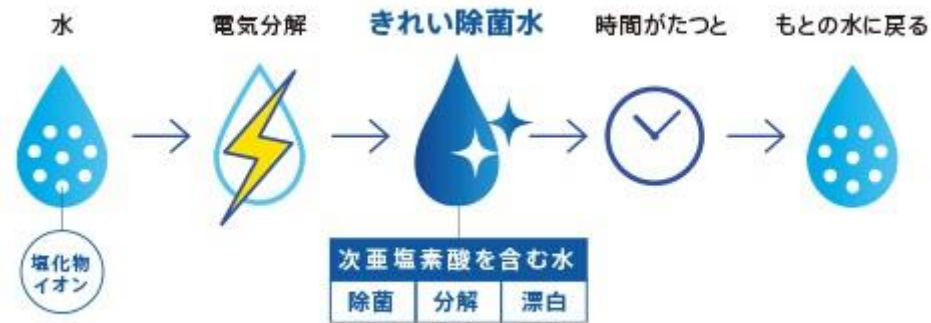 水
電気分解
きれい除菌水
時間がたつと
もとの水に戻る
塩化物
イオン
次亜塩素酸を含む水
除菌
分解
漂白